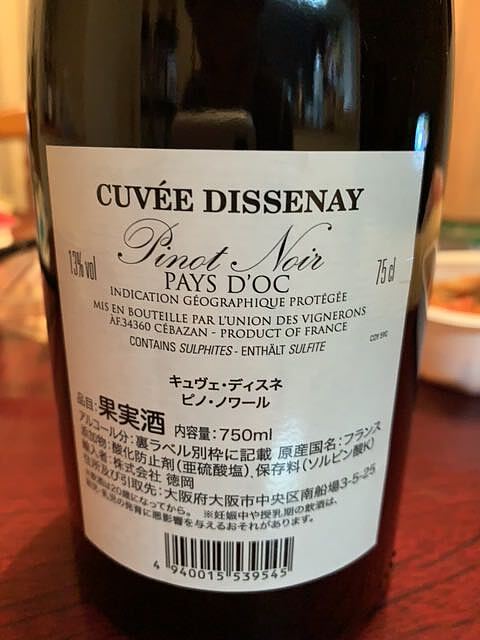 CUVÉE DISSENAY
Pinot Noir
13% vol
75 cl
PAYS D'OC
INDICATION GÉOGRAPHIQUE PROTÉGÉE
MIS EN BOUTEILLE PAR L'UNION DES VIGNERONS
ÀF.34360 CÉBAZAN - PRODUCT OF FRANCE
CONTAINS SULPHITES - ENTHÄLT SULFITE
キュヴェ・ディスネ
ピノ・ノワール
品目:果実酒 内容量:750ml
アルコール分:裏ラベル別枠に記載 原産国名:フランス
添加物:酸化防止剤(亜硫酸塩)、保存料(ソルビン酸K)
輸入者:株式会社 徳岡
住所及び引取先:大阪府大阪市中央区南船場3-5-25
飲酒は20歳になってから。 ※妊娠中や授乳期の飲酒は、
胎児・乳児の発育に悪影響を与えるおそれがあります。
4 940015 539545